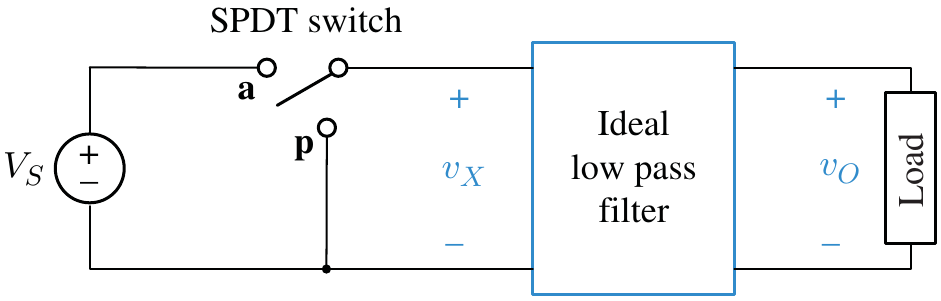 SPDT switch
a
p
+
−
V_S
+
v_X
−
Ideal
low pass
filter
+
v_O
−
Load